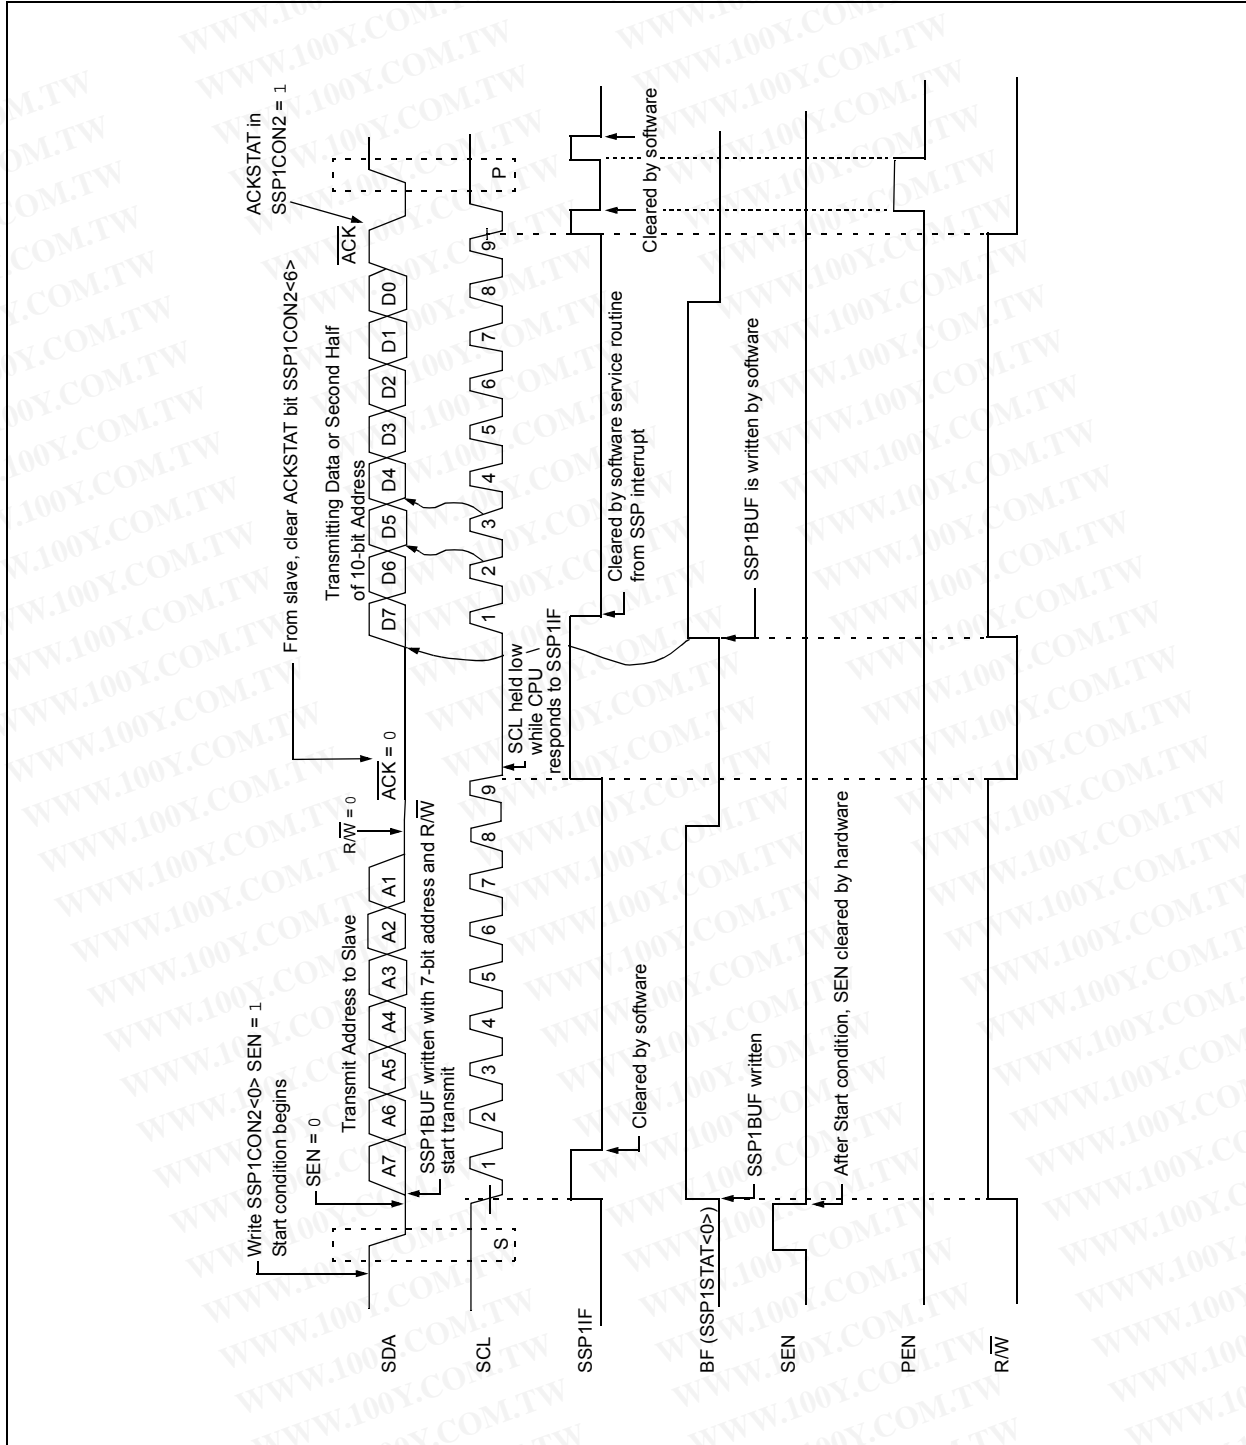 Write SSP1CON2<0> SEN = 1
Start condition begins
From slave, clear ACKSTAT bit SSP1CON2<6>
ACKSTAT in
SSP1CON2 = 1
SEN = 0
Transmit Address to Slave
R/W = 0
ACK = 0
Transmitting Data or Second Half
of 10-bit Address
ACK
SDA
A7 A6 A5 A4 A3 A2 A1
D7 D6 D5 D4 D3 D2 D1 D0
SSP1BUF written with 7-bit address and R/W
start transmit
SCL
S
1 2 3 4 5 6 7 8 9
1 2 3 4 5 6 7 8 9
P
SCL held low
while CPU
responds to SSP1IF
SSP1IF
Cleared by software
Cleared by software service routine
from SSP interrupt
Cleared by software
BF (SSP1STAT<0>)
SSP1BUF written
SSP1BUF is written by software
SEN
After Start condition, SEN cleared by hardware
PEN
R/W
WWW.100Y.COM.TW